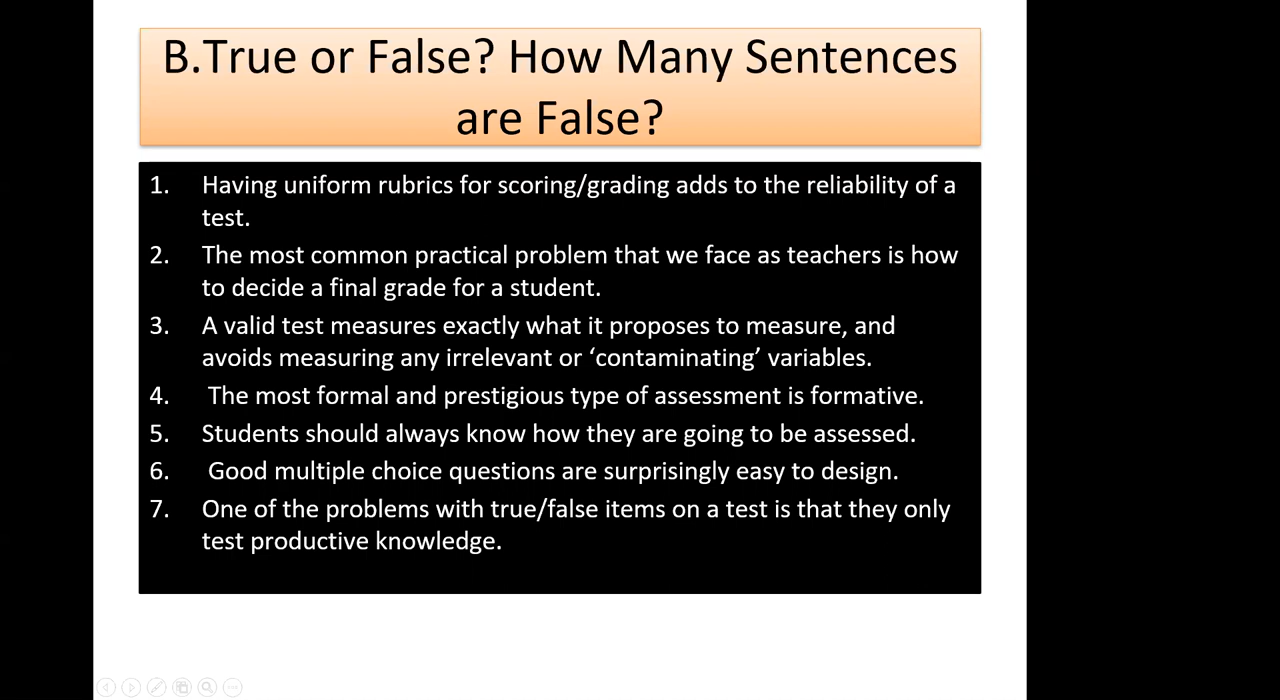 B.True or False? How Many Sentences
are False?
1. Having uniform rubrics for scoring/grading adds to the reliability of a
test.
2. The most common practical problem that we face as teachers is how
to decide a final grade for a student.
3. A valid test measures exactly what it proposes to measure, and
avoids measuring any irrelevant or ‘contaminating’ variables.
4. The most formal and prestigious type of assessment is formative.
5. Students should always know how they are going to be assessed.
6. Good multiple choice questions are surprisingly easy to design.
7. One of the problems with true/false items on a test is that they only
test productive knowledge.